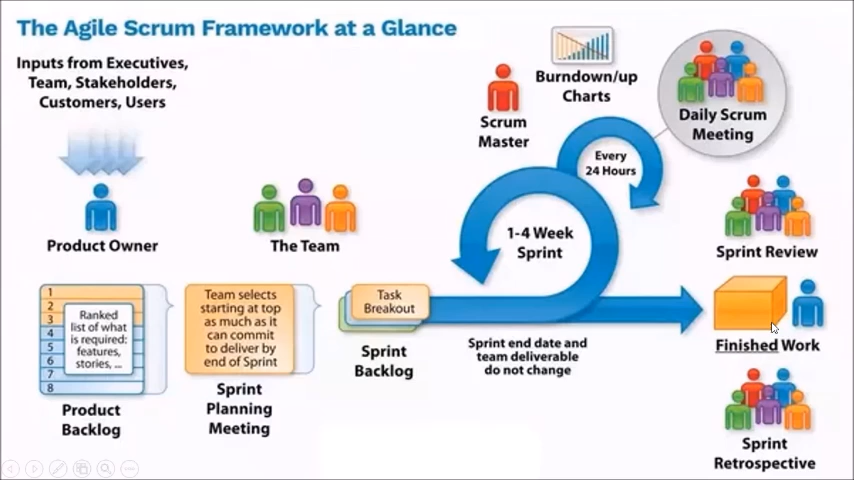 The Agile Scrum Framework at a Glance
Inputs from Executives,
Team, Stakeholders,
Customers, Users
Product Owner
The Team
Scrum
Master
Burndown/up
Charts
Daily Scrum
Meeting
Every
24 Hours
1-4 Week
Sprint
Sprint Review
1
2
3
4
5
6
7
8
Ranked
list of what
is required:
features,
stories, ...
Product
Backlog
Team selects
starting at top
as much as it
can commit
to deliver by
end of Sprint
Sprint
Planning
Meeting
Task
Breakout
Sprint
Backlog
Sprint end date and
team deliverable
do not change
Finished Work
Sprint
Retrospective